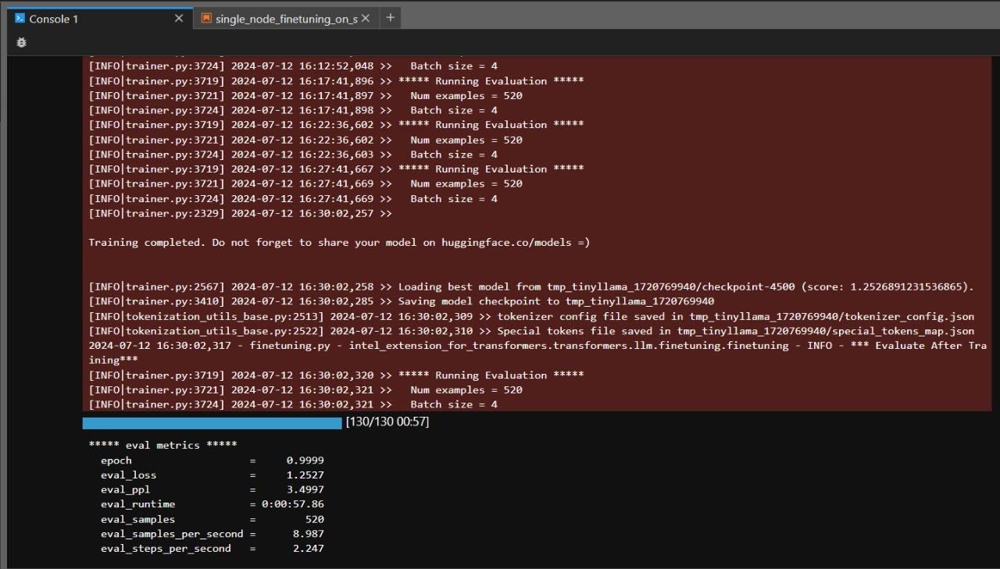 Console 1
single_node_finetuning_on_s
[INFO|trainer.py:3724] 2024-07-12 16:12:52,048 >>   Batch size = 4
[INFO|trainer.py:3719] 2024-07-12 16:17:41,896 >> ***** Running Evaluation *****
[INFO|trainer.py:3721] 2024-07-12 16:17:41,897 >>   Num examples = 520
[INFO|trainer.py:3724] 2024-07-12 16:17:41,898 >>   Batch size = 4
[INFO|trainer.py:3719] 2024-07-12 16:22:36,602 >> ***** Running Evaluation *****
[INFO|trainer.py:3721] 2024-07-12 16:22:36,602 >>   Num examples = 520
[INFO|trainer.py:3724] 2024-07-12 16:22:36,603 >>   Batch size = 4
[INFO|trainer.py:3719] 2024-07-12 16:27:41,667 >> ***** Running Evaluation *****
[INFO|trainer.py:3721] 2024-07-12 16:27:41,669 >>   Num examples = 520
[INFO|trainer.py:3724] 2024-07-12 16:27:41,669 >>   Batch size = 4
[INFO|trainer.py:2329] 2024-07-12 16:30:02,257 >>
Training completed. Do not forget to share your model on huggingface.co/models =)
[INFO|trainer.py:2567] 2024-07-12 16:30:02,258 >> Loading best model from tmp_tinyllama_1720769940/checkpoint-4500 (score: 1.2526891231536865).
[INFO|trainer.py:3410] 2024-07-12 16:30:02,285 >> Saving model checkpoint to tmp_tinyllama_1720769940
[INFO|tokenization_utils_base.py:2513] 2024-07-12 16:30:02,309 >> tokenizer config file saved in tmp_tinyllama_1720769940/tokenizer_config.json
[INFO|tokenization_utils_base.py:2522] 2024-07-12 16:30:02,310 >> Special tokens file saved in tmp_tinyllama_1720769940/special_tokens_map.json
2024-07-12 16:30:02,317 - finetuning.py - intel_extension_for_transformers.transformers.llm.finetuning.finetuning - INFO - *** Evaluate After Tra
ining***
[INFO|trainer.py:3719] 2024-07-12 16:30:02,320 >> ***** Running Evaluation *****
[INFO|trainer.py:3721] 2024-07-12 16:30:02,321 >>   Num examples = 520
[INFO|trainer.py:3724] 2024-07-12 16:30:02,321 >>   Batch size = 4
[130/130 00:57]
***** eval metrics *****
  epoch                   =     0.9999
  eval_loss               =     1.2527
  eval_ppl                =     3.4997
  eval_runtime            = 0:00:57.86
  eval_samples            =        520
  eval_samples_per_second =      8.987
  eval_steps_per_second   =      2.247